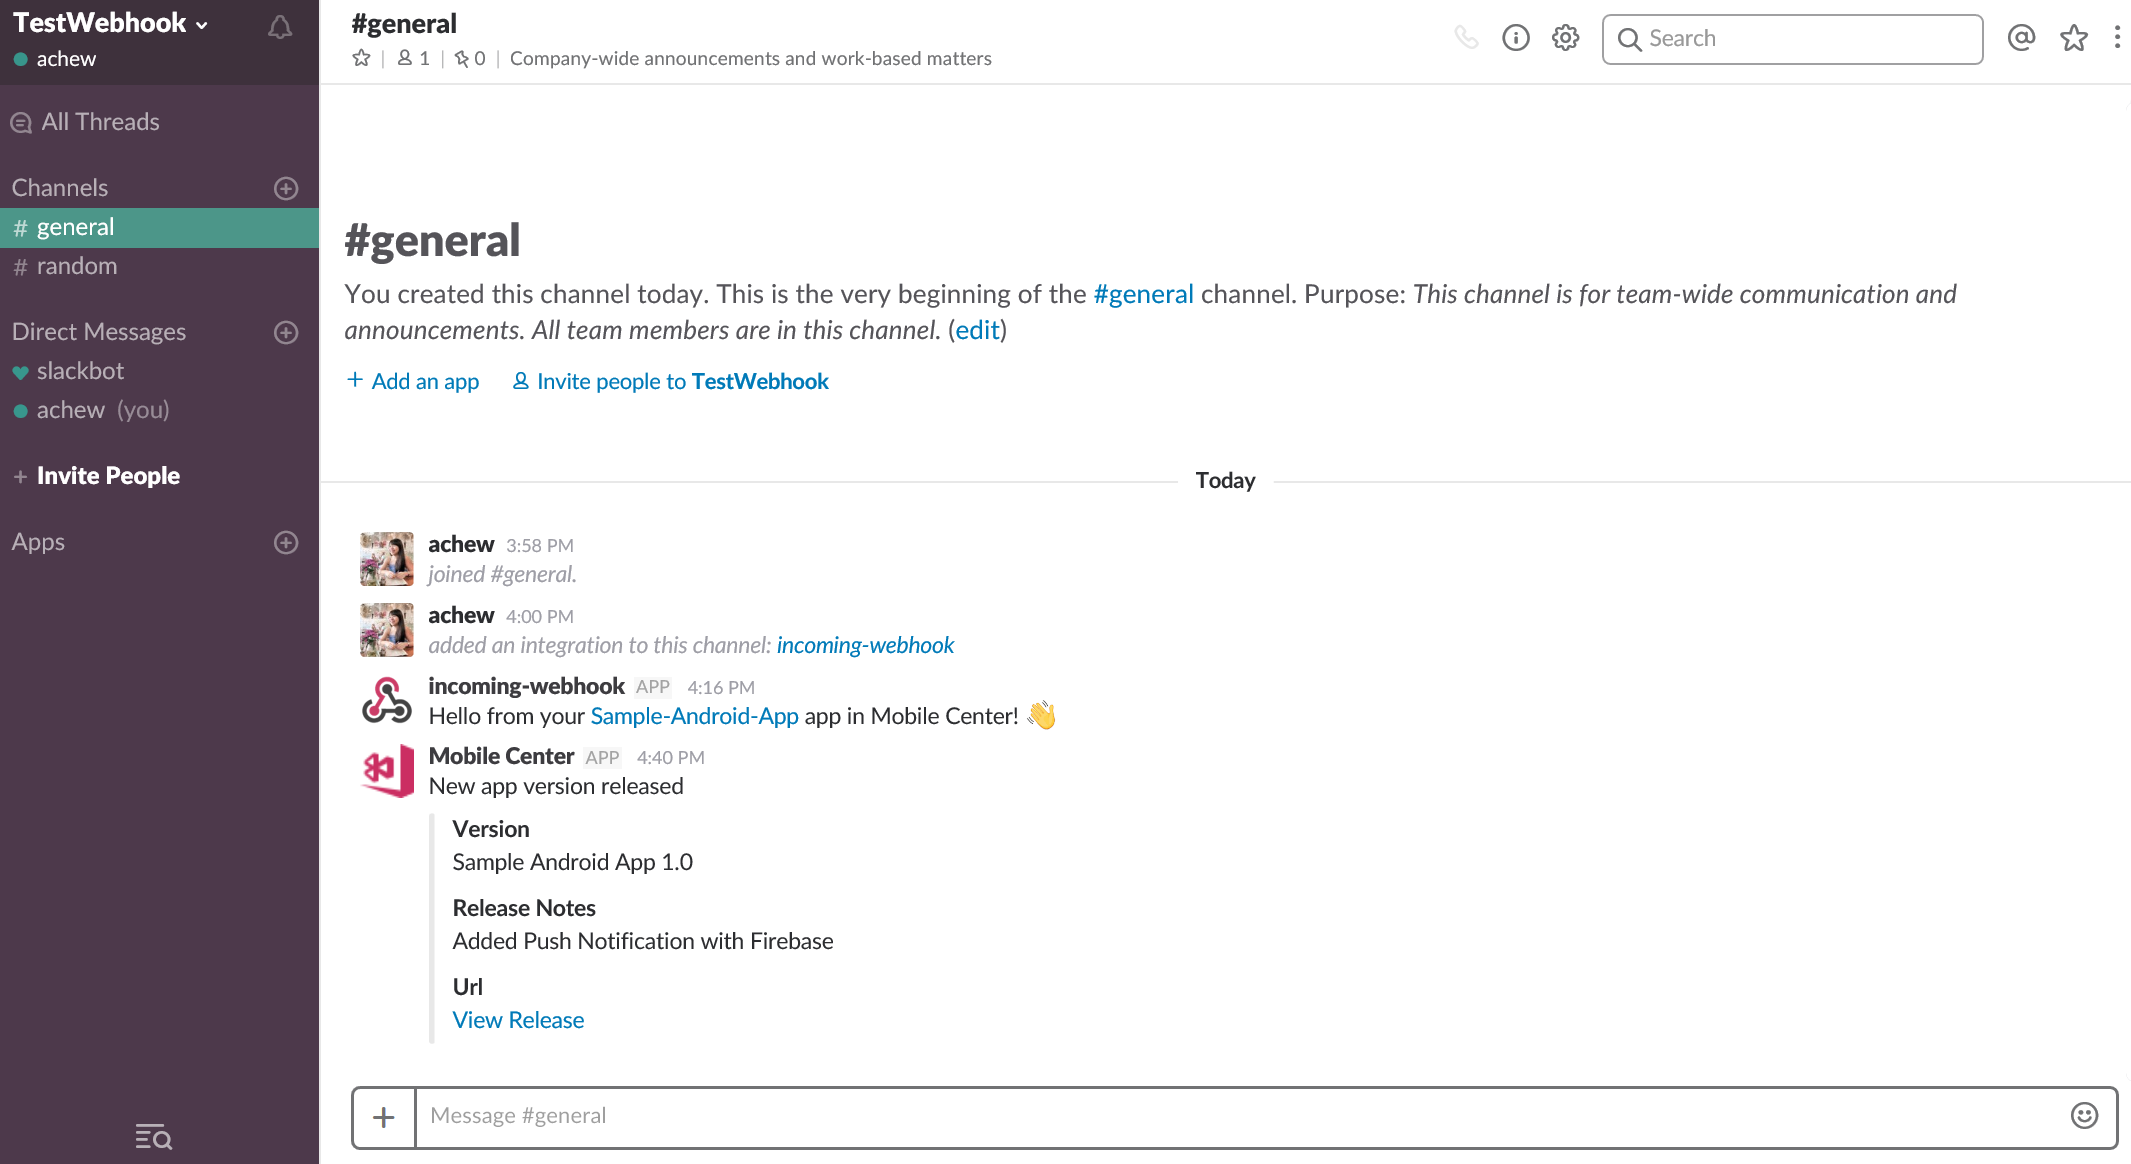 TestWebhook
achew
All Threads
Channels
# general
# random
Direct Messages
slackbot
achew (you)
+ Invite People
Apps
#general
1 | 0 | Company-wide announcements and work-based matters
Search
#general
You created this channel today. This is the very beginning of the #general channel. Purpose: This channel is for team-wide communication and
announcements. All team members are in this channel. (edit)
+ Add an app Invite people to TestWebhook
Today
achew 3:58 PM
joined #general.
achew 4:00 PM
added an integration to this channel: incoming-webhook
incoming-webhook APP 4:16 PM
Hello from your Sample-Android-App app in Mobile Center! 👋
Mobile Center APP 4:40 PM
New app version released
Version
Sample Android App 1.0
Release Notes
Added Push Notification with Firebase
Url
View Release
Message #general